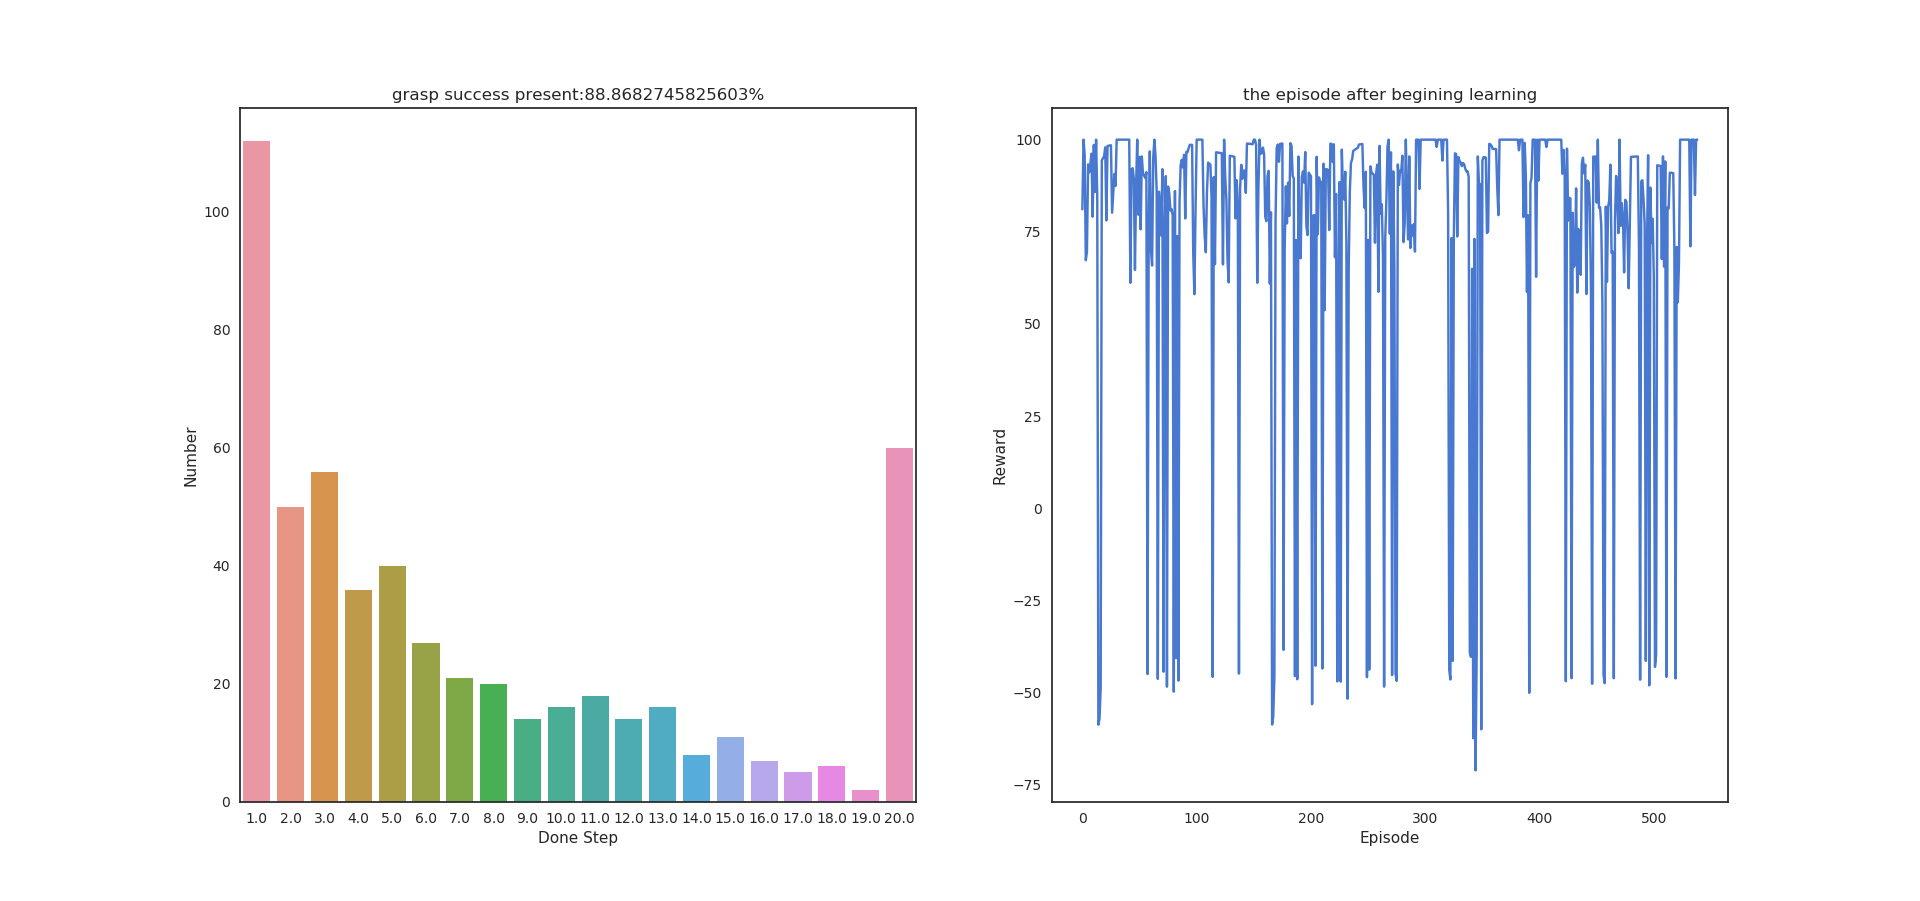 grasp success present:88.8682745825603%
Number
100
80
60
40
20
0
1.0 2.0 3.0 4.0 5.0 6.0 7.0 8.0 9.0 10.0 11.0 12.0 13.0 14.0 15.0 16.0 17.0 18.0 19.0 20.0
Done Step
the episode after begining learning
Reward
100
75
50
25
0
−25
−50
−75
0 100 200 300 400 500
Episode